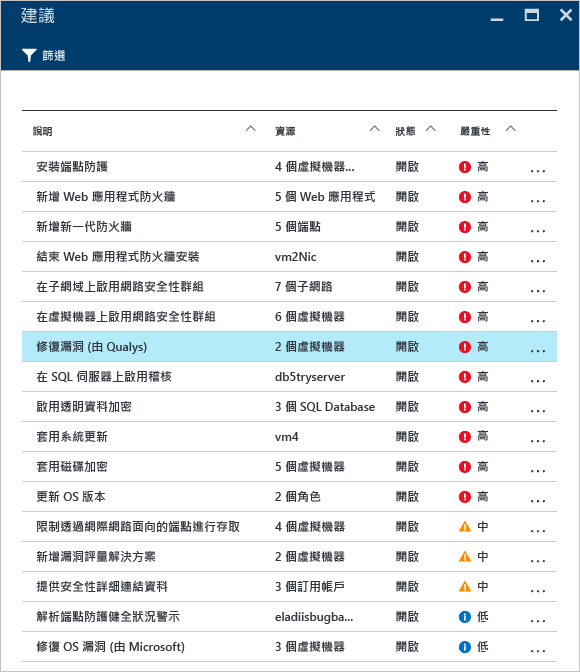 建議
篩選
說明 資源 狀態 嚴重性
安裝端點防護 4 個虛擬機器... 開啟 高 ...
新增 Web 應用程式防火牆 5 個 Web 應用程式 開啟 高 ...
新增新一代防火牆 5 個端點 開啟 高 ...
結束 Web 應用程式防火牆安裝 vm2Nic 開啟 高 ...
在子網域上啟用網路安全性群組 7 個子網路 開啟 高 ...
在虛擬機器上啟用網路安全性群組 6 個虛擬機器 開啟 高 ...
修復漏洞 (由 Qualys) 2 個虛擬機器 開啟 高 ...
在 SQL 伺服器上啟用稽核 db5tryserver 開啟 高 ...
啟用透明資料加密 3 個 SQL Database 開啟 高 ...
套用系統更新 vm4 開啟 高 ...
套用磁碟加密 5 個虛擬機器 開啟 高 ...
更新 OS 版本 2 個角色 開啟 高 ...
限制透過網際網路面向的端點進行存取 4 個虛擬機器 開啟 中 ...
新增漏洞評量解決方案 2 個虛擬機器 開啟 中 ...
提供安全性詳細連結資料 3 個訂用帳戶 開啟 中 ...
解析端點防護健全狀況警示 eladiisbugba... 開啟 低 ...
修復 OS 漏洞 (由 Microsoft) 3 個虛擬機器 開啟 低 ...